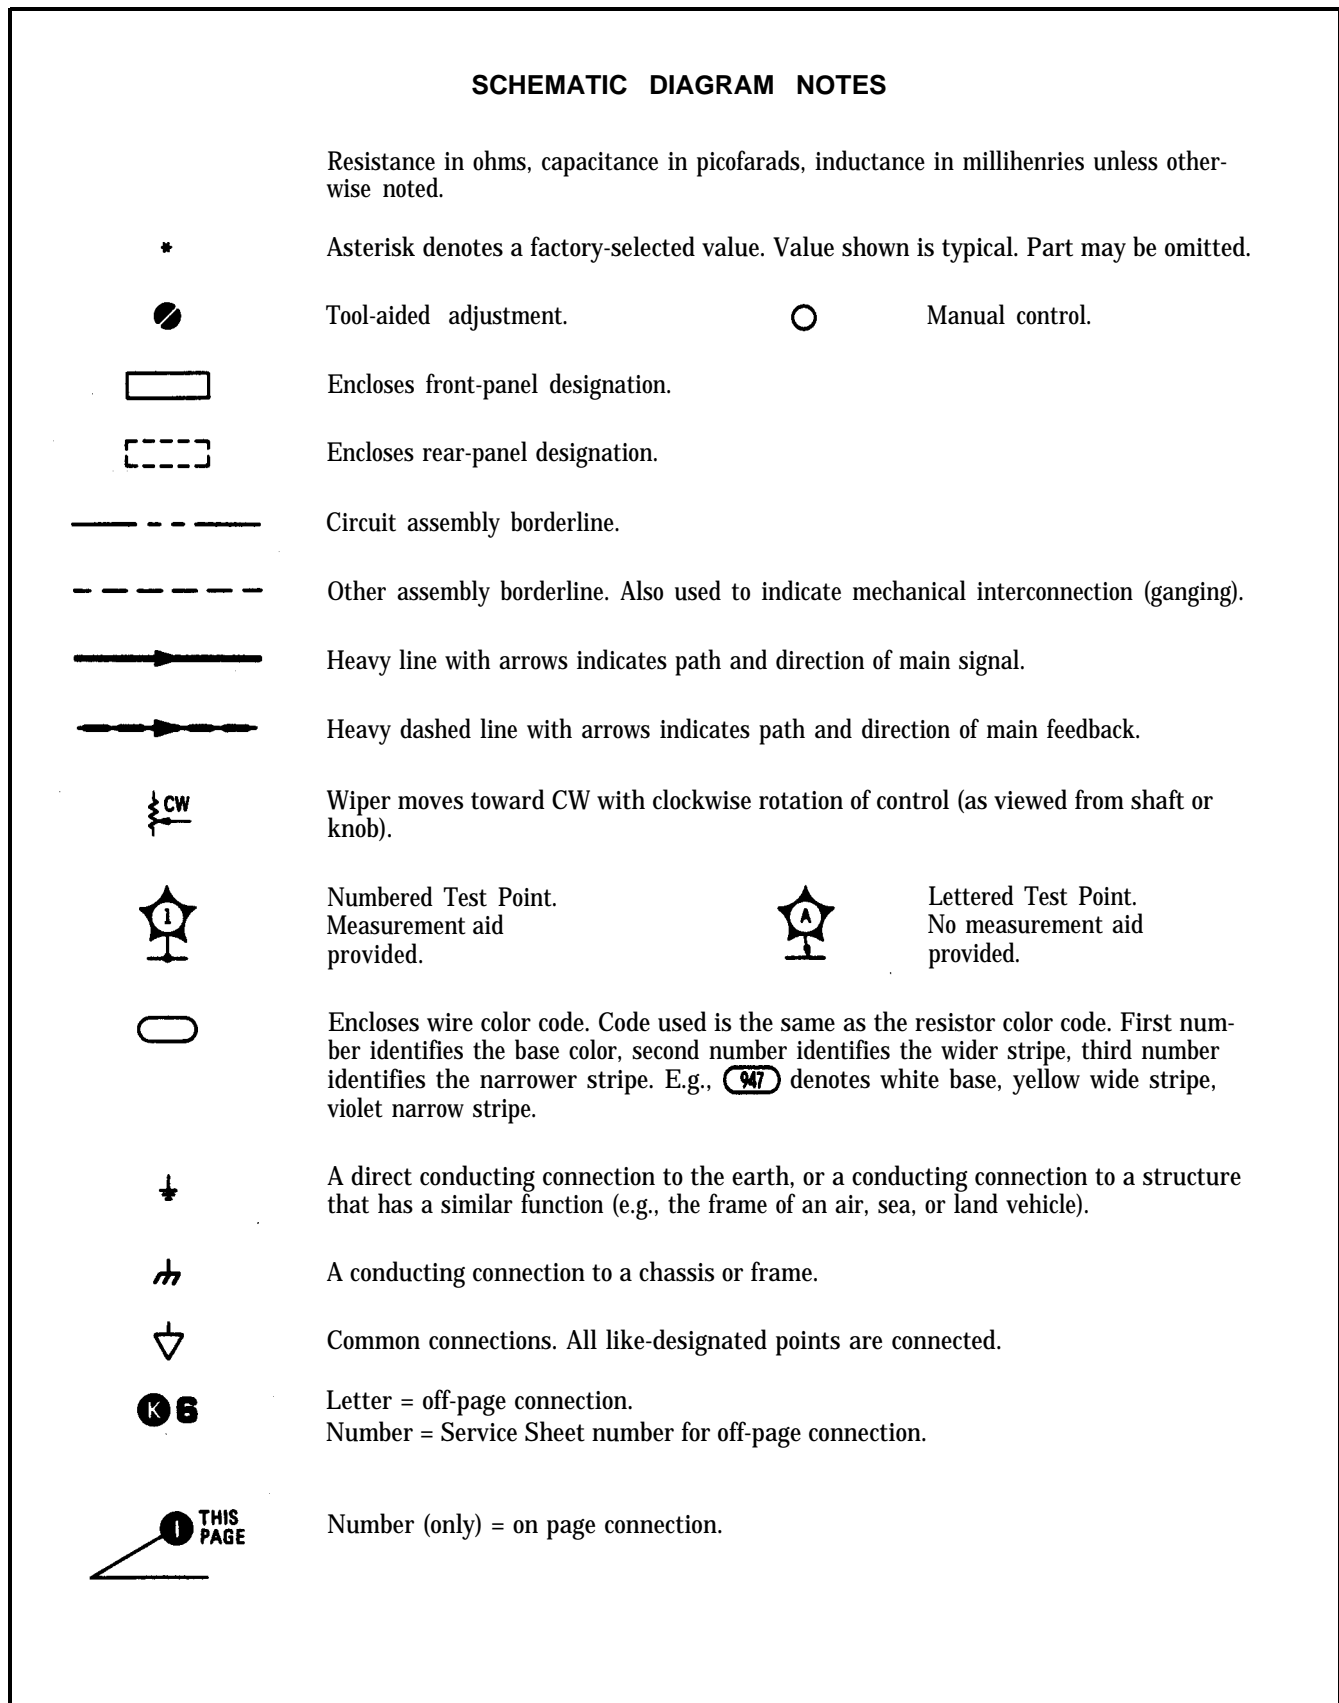 SCHEMATIC DIAGRAM NOTES
Resistance in ohms, capacitance in picofarads, inductance in millihenries unless other-
wise noted.
* Asterisk denotes a factory-selected value. Value shown is typical. Part may be omitted.
Tool-aided adjustment. Manual control.
Encloses front-panel designation.
Encloses rear-panel designation.
Circuit assembly borderline.
Other assembly borderline. Also used to indicate mechanical interconnection (ganging).
Heavy line with arrows indicates path and direction of main signal.
Heavy dashed line with arrows indicates path and direction of main feedback.
CW
Wiper moves toward CW with clockwise rotation of control (as viewed from shaft or
knob).
1
Numbered Test Point.
Measurement aid
provided.
A
Lettered Test Point.
No measurement aid
provided.
Encloses wire color code. Code used is the same as the resistor color code. First num-
ber identifies the base color, second number identifies the wider stripe, third number
identifies the narrower stripe. E.g., 947 denotes white base, yellow wide stripe,
violet narrow stripe.
A direct conducting connection to the earth, or a conducting connection to a structure
that has a similar function (e.g., the frame of an air, sea, or land vehicle).
A conducting connection to a chassis or frame.
Common connections. All like-designated points are connected.
K 6
Letter = off-page connection.
Number = Service Sheet number for off-page connection.
1 THIS
PAGE
Number (only) = on page connection.